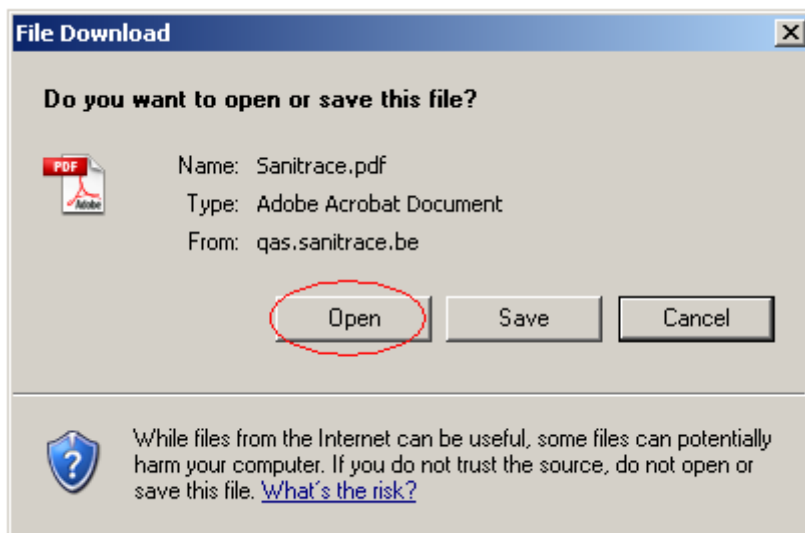 File Download
Do you want to open or save this file?
PDF
Adobe
Name: Sanitrace.pdf
Type: Adobe Acrobat Document
From: qas.sanitrace.be
Open Save Cancel
While files from the Internet can be useful, some files can potentially
harm your computer. If you do not trust the source, do not open or
save this file. What's the risk?